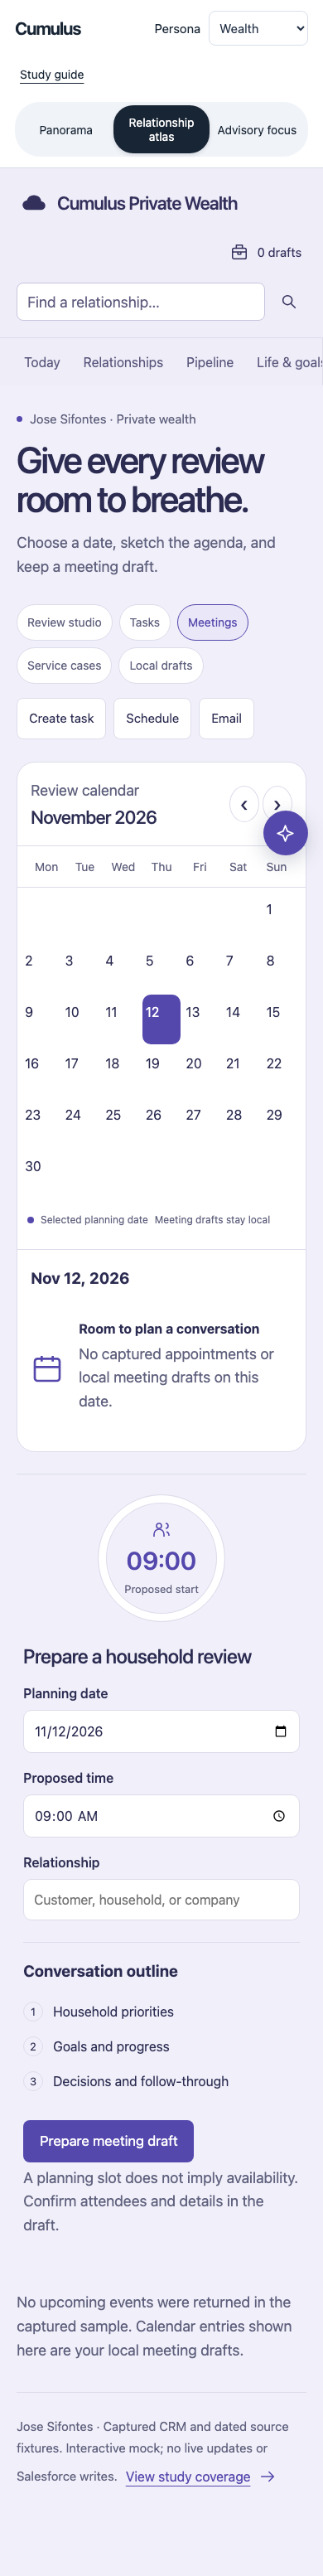 Cumulus
Persona
Wealth
Study guide
Panorama
Relationship
atlas
Advisory focus
Cumulus Private Wealth
0 drafts
Find a relationship...
Today Relationships Pipeline Life & goals
Jose Sifontes · Private wealth
Give every review
room to breathe.
Choose a date, sketch the agenda, and
keep a meeting draft.
Review studio Tasks Meetings
Service cases Local drafts
Create task Schedule Email
Review calendar
November 2026
Mon Tue Wed Thu Fri Sat Sun
1
2 3 4 5 6 7 8
9 10 11 12 13 14 15
16 17 18 19 20 21 22
23 24 25 26 27 28 29
30
Selected planning date Meeting drafts stay local
Nov 12, 2026
Room to plan a conversation
No captured appointments or
local meeting drafts on this
date.
09:00
Proposed start
Prepare a household review
Planning date
11/12/2026
Proposed time
09:00 AM
Relationship
Customer, household, or company
Conversation outline
1 Household priorities
2 Goals and progress
3 Decisions and follow-through
Prepare meeting draft
A planning slot does not imply availability.
Confirm attendees and details in the
draft.
No upcoming events were returned in the
captured sample. Calendar entries shown
here are your local meeting drafts.
Jose Sifontes · Captured CRM and dated source
fixtures. Interactive mock; no live updates or
Salesforce writes. View study coverage →